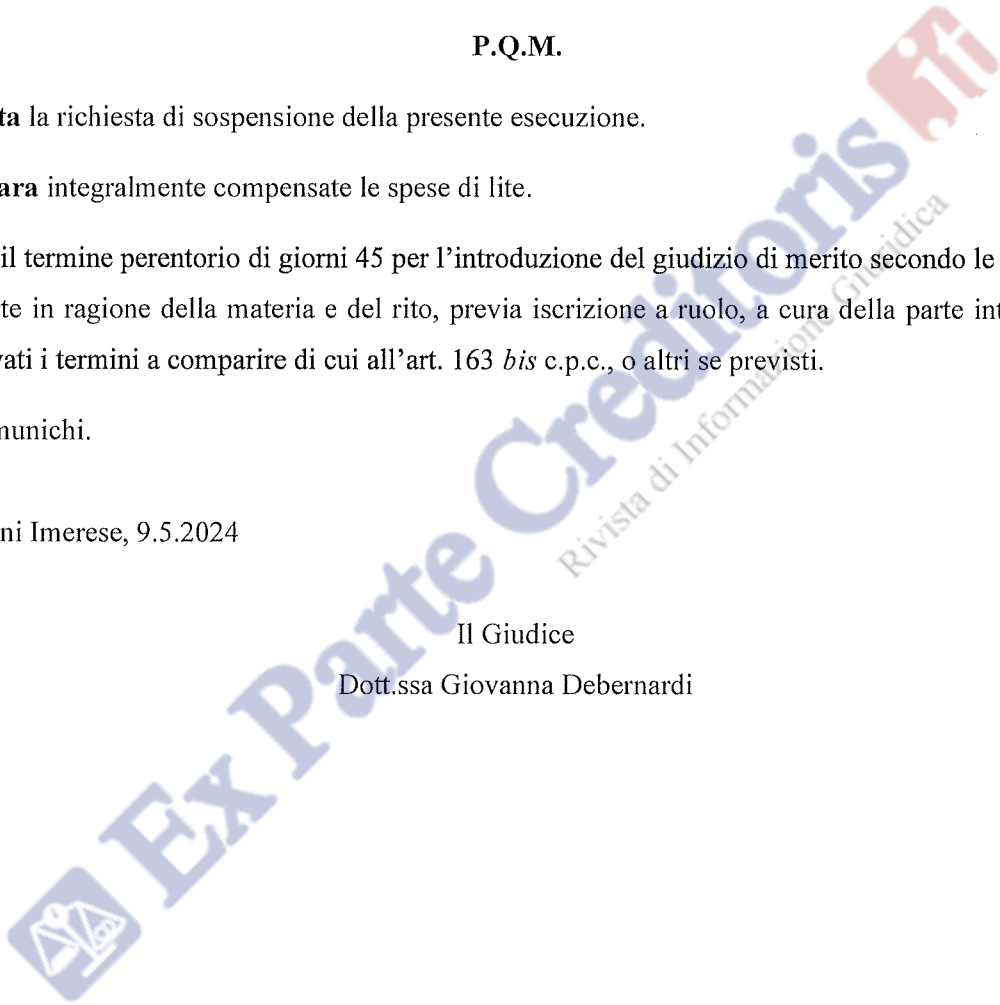 P.Q.M.
ta la richiesta di sospensione della presente esecuzione.
ara integralmente compensate le spese di lite.
il termine perentorio di giorni 45 per l’introduzione del giudizio di merito secondo le
te in ragione della materia e del rito, previa iscrizione a ruolo, a cura della parte int
vati i termini a comparire di cui all’art. 163 bis c.p.c., o altri se previsti.
munichi.
ni Imerese, 9.5.2024
Il Giudice
Dott.ssa Giovanna Debernardi
Ex Parte Creditoris .it
Rivista di Informazione Giuridica